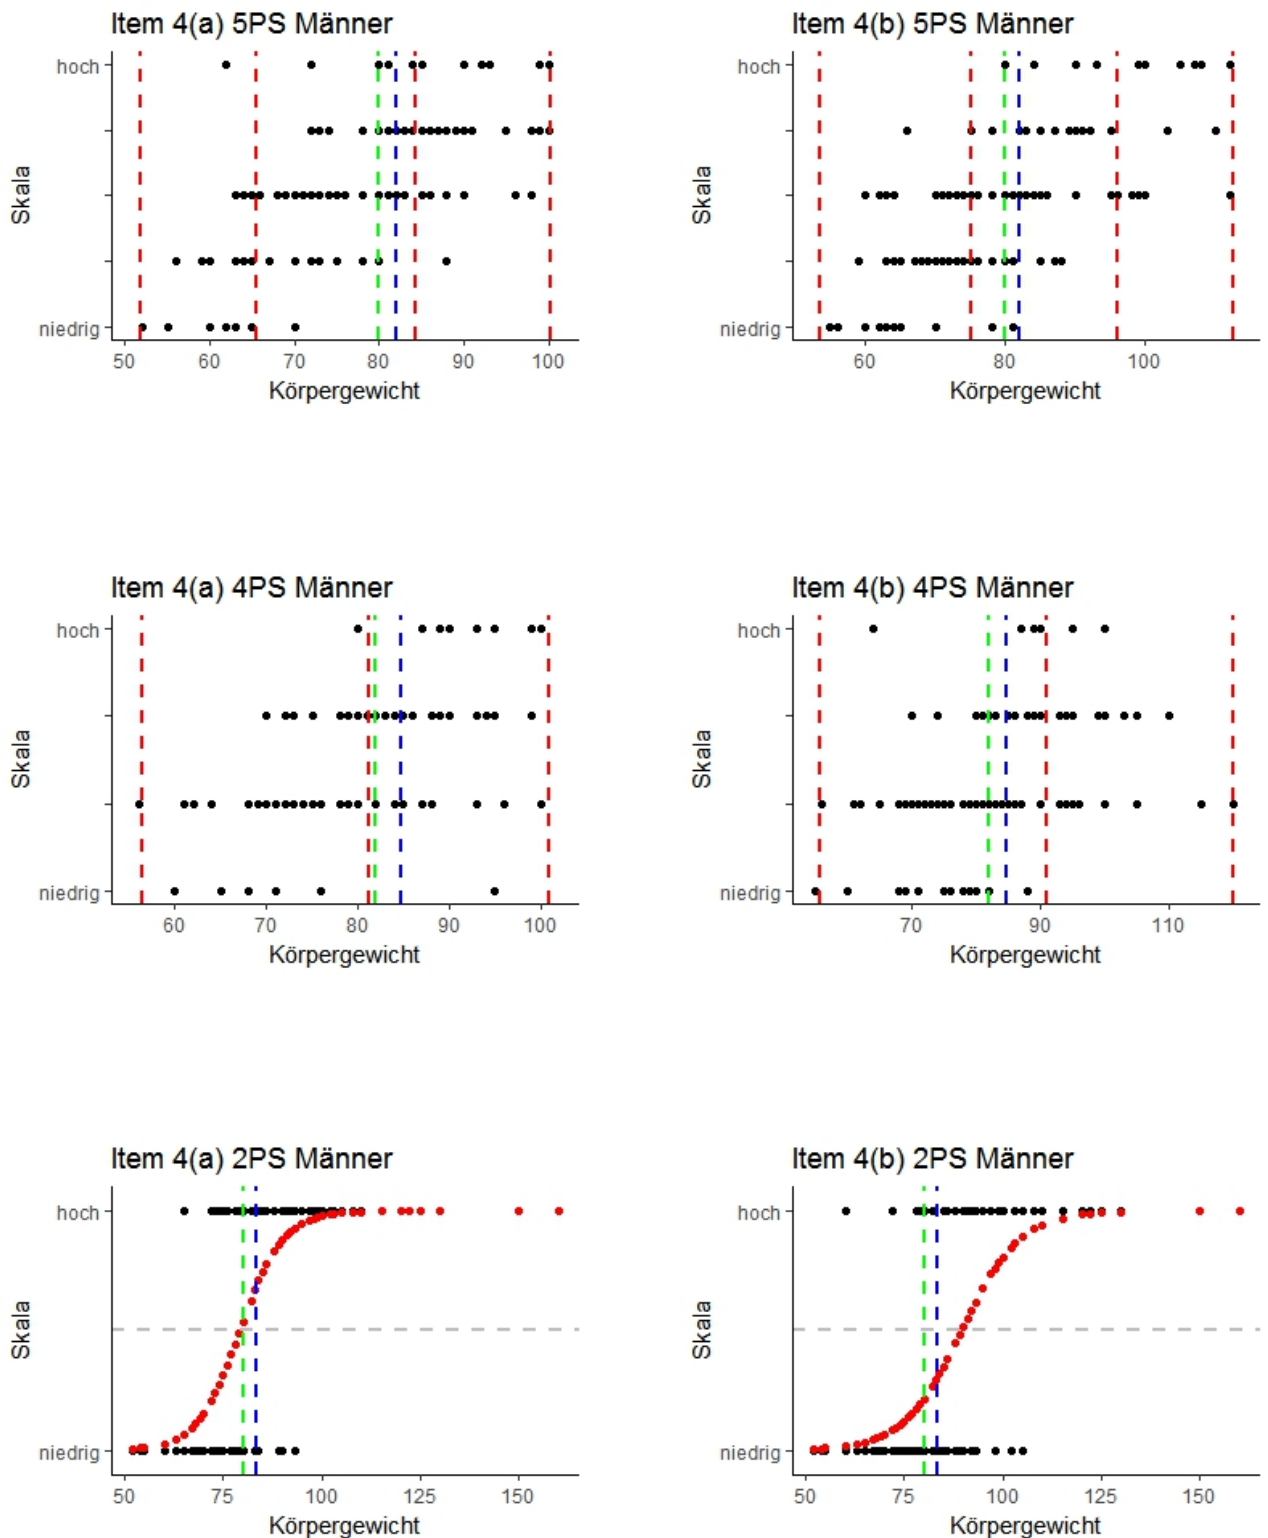 Item 4(a) 5PS Männer
Item 4(b) 5PS Männer
hoch
hoch
Skala
Skala
niedrig
niedrig
50 60 70 80 90 100
60 80 100
Körpergewicht
Körpergewicht
Item 4(a) 4PS Männer
Item 4(b) 4PS Männer
hoch
hoch
Skala
Skala
niedrig
niedrig
60 70 80 90 100
70 90 110
Körpergewicht
Körpergewicht
Item 4(a) 2PS Männer
Item 4(b) 2PS Männer
hoch
hoch
Skala
Skala
niedrig
niedrig
50 75 100 125 150
50 75 100 125 150
Körpergewicht
Körpergewicht